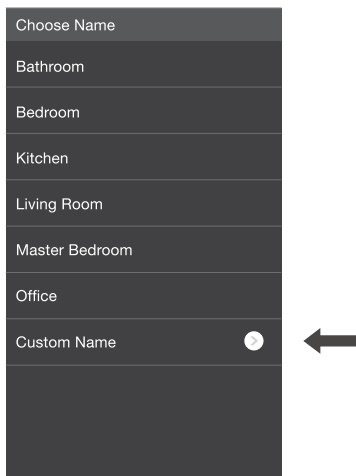 Choose Name
Bathroom
Bedroom
Kitchen
Living Room
Master Bedroom
Office
Custom Name